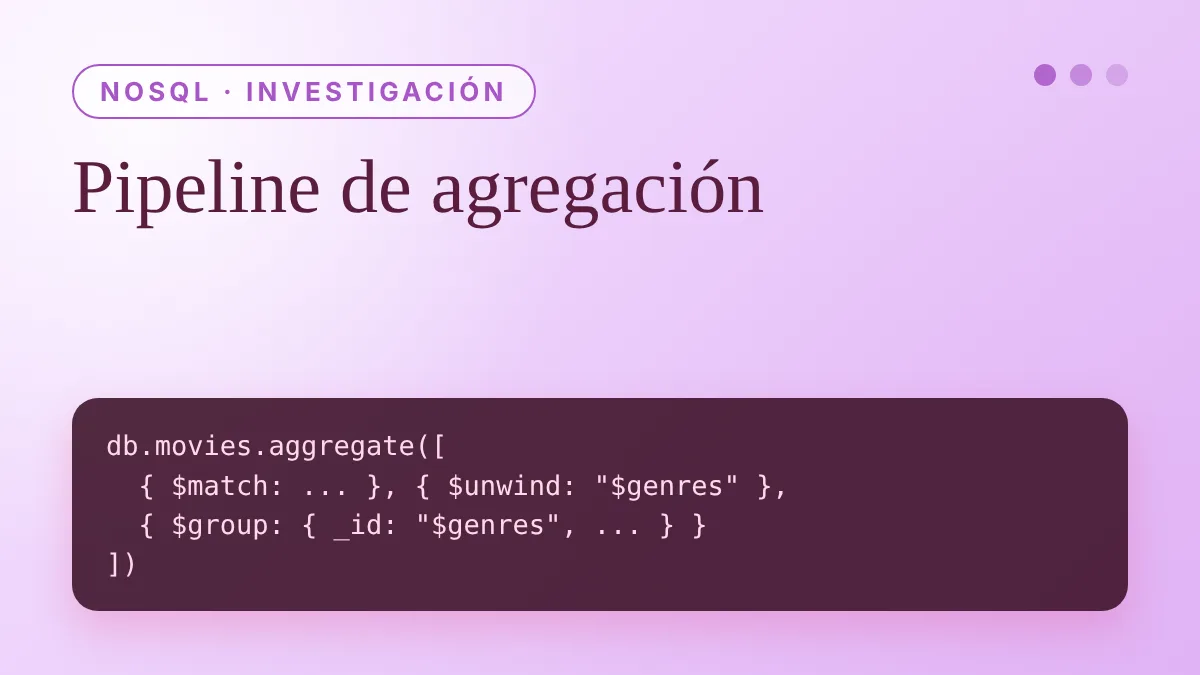 NOSQL · INVESTIGACIÓN
Pipeline de agregación
db.movies.aggregate([
  { $match: ... }, { $unwind: "$genres" },
  { $group: { _id: "$genres", ... } }
])